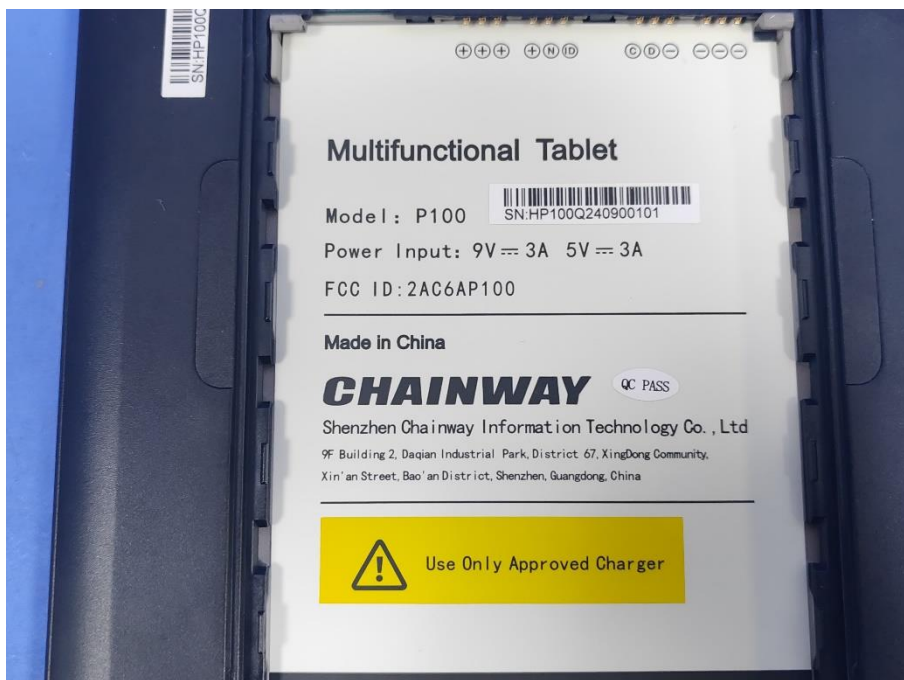 SN:HP100Q
⊕⊕⊕ ⊕ⓃⒾⒹ ⒸⒹ⊖ ⊖⊖⊖
Multifunctional Tablet
Model: P100
SN:HP100Q240900101
Power Input: 9V⎓3A 5V⎓3A
FCC ID:2AC6AP100
Made in China
CHAINWAY
QC PASS
Shenzhen Chainway Information Technology Co.,Ltd
9F Building 2, Daqian Industrial Park, District 67, XingDong Community,
Xin'an Street, Bao'an District, Shenzhen, Guangdong, China
Use Only Approved Charger